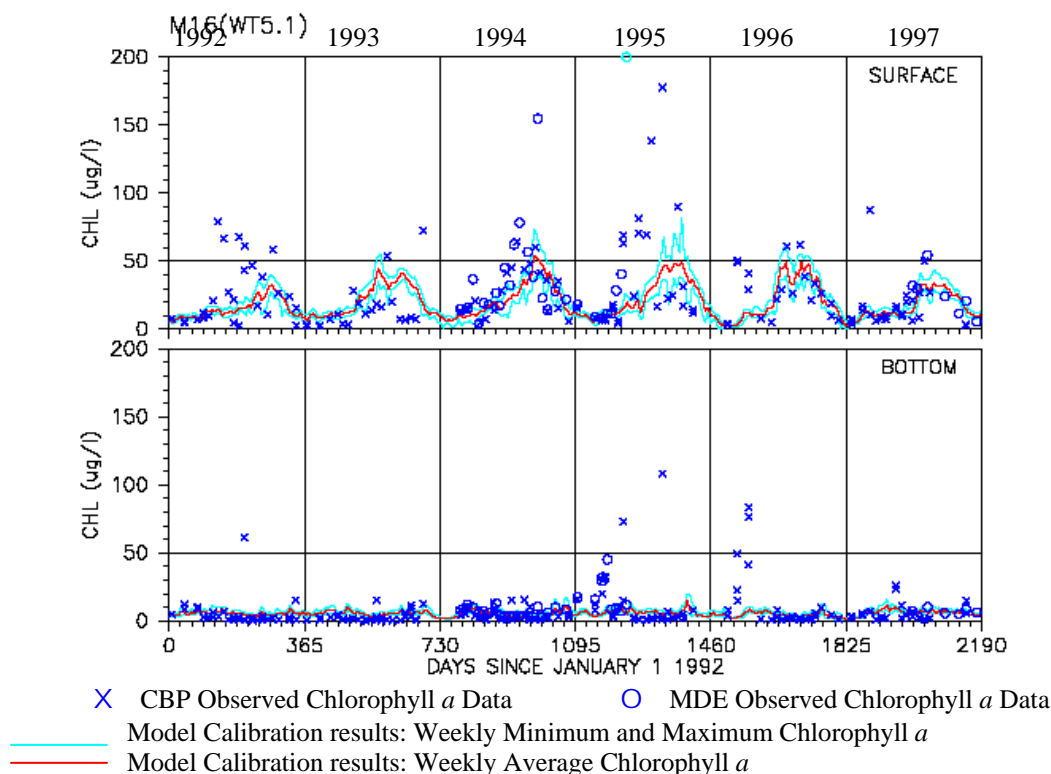 M16(WT5.1)
1992 1993 1994 1995 1996 1997
200
SURFACE
150
CHL (ug/l)
100
50
0
200
BOTTOM
150
CHL (ug/l)
100
50
0
0 365 730 1095 1460 1825 2190
DAYS SINCE JANUARY 1 1992
X CBP Observed Chlorophyll a Data O MDE Observed Chlorophyll a Data
Model Calibration results: Weekly Minimum and Maximum Chlorophyll a
Model Calibration results: Weekly Average Chlorophyll a